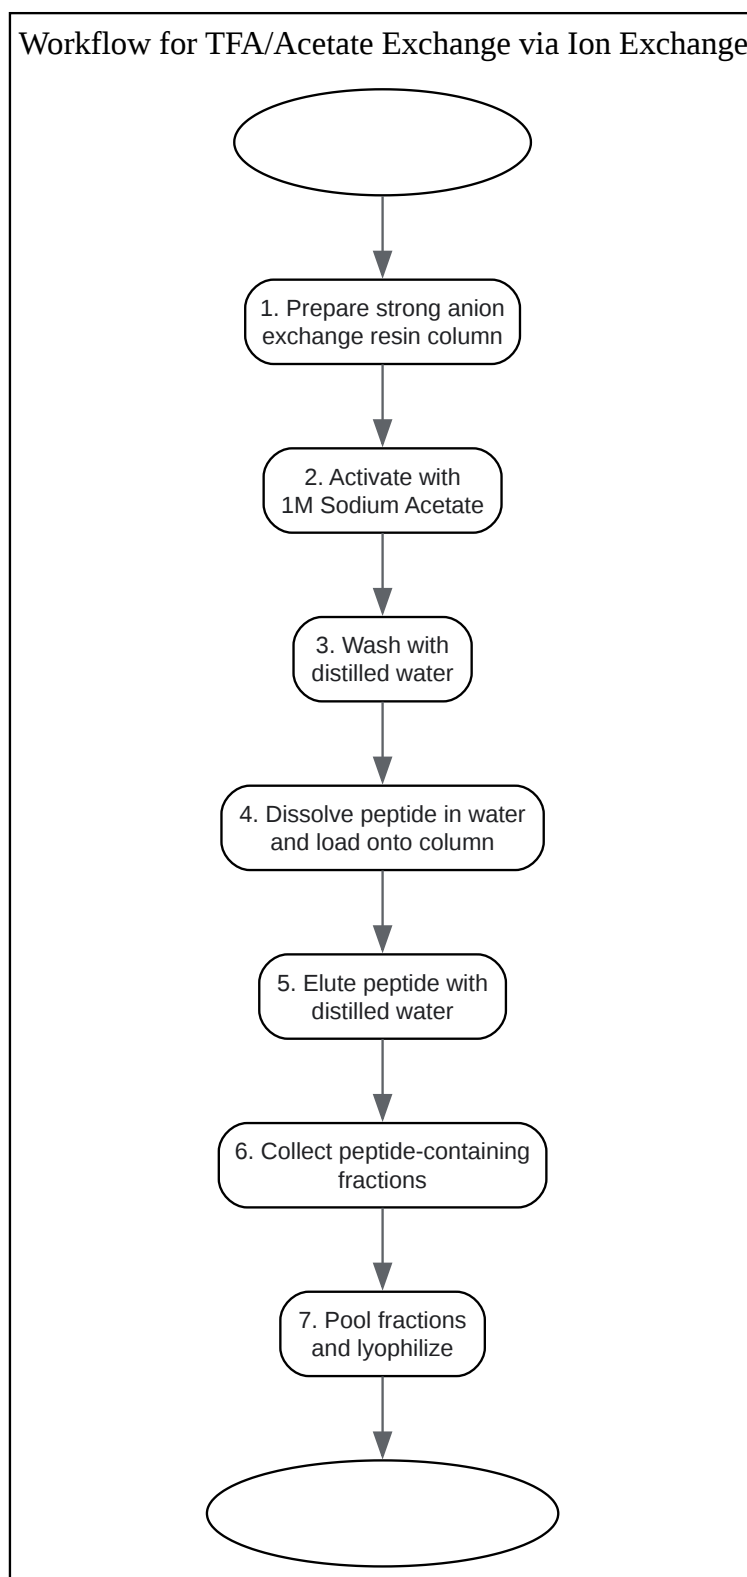 Workflow for TFA/Acetate Exchange via Ion Exchange
1. Prepare strong anion
exchange resin column
2. Activate with
1M Sodium Acetate
3. Wash with
distilled water
4. Dissolve peptide in water
and load onto column
5. Elute peptide with
distilled water
6. Collect peptide-containing
fractions
7. Pool fractions
and lyophilize